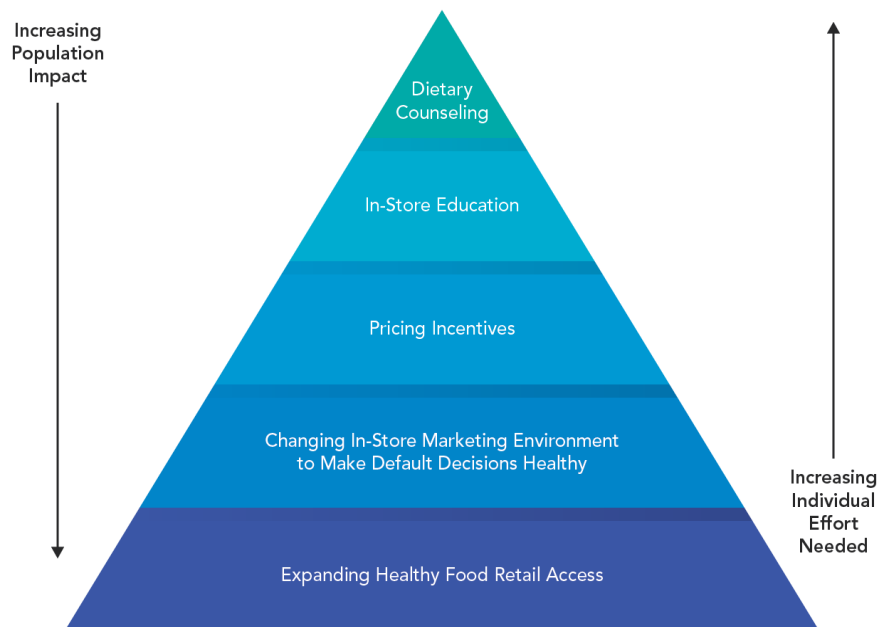 Increasing
Population
Impact
Dietary
Counseling
In-Store Education
Pricing Incentives
Changing In-Store Marketing Environment
to Make Default Decisions Healthy
Expanding Healthy Food Retail Access
Increasing
Individual
Effort
Needed